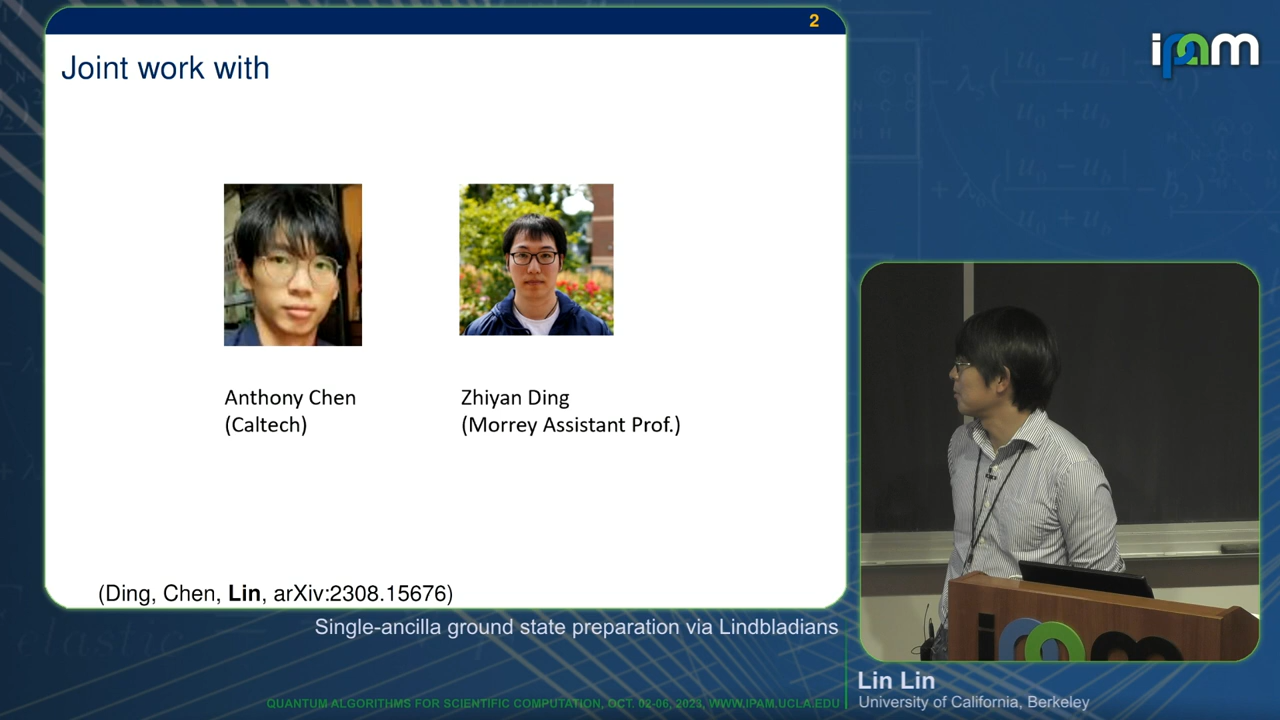 2
Joint work with
ipam
Anthony Chen
(Caltech)
Zhiyan Ding
(Morrey Assistant Prof.)
(Ding, Chen, Lin, arXiv:2308.15676)
Single-ancilla ground state preparation via Lindbladians
ipam
Lin Lin
University of California, Berkeley
QUANTUM ALGORITHMS FOR SCIENTIFIC COMPUTATION, OCT. 02-06, 2023, WWW.IPAM.UCLA.EDU